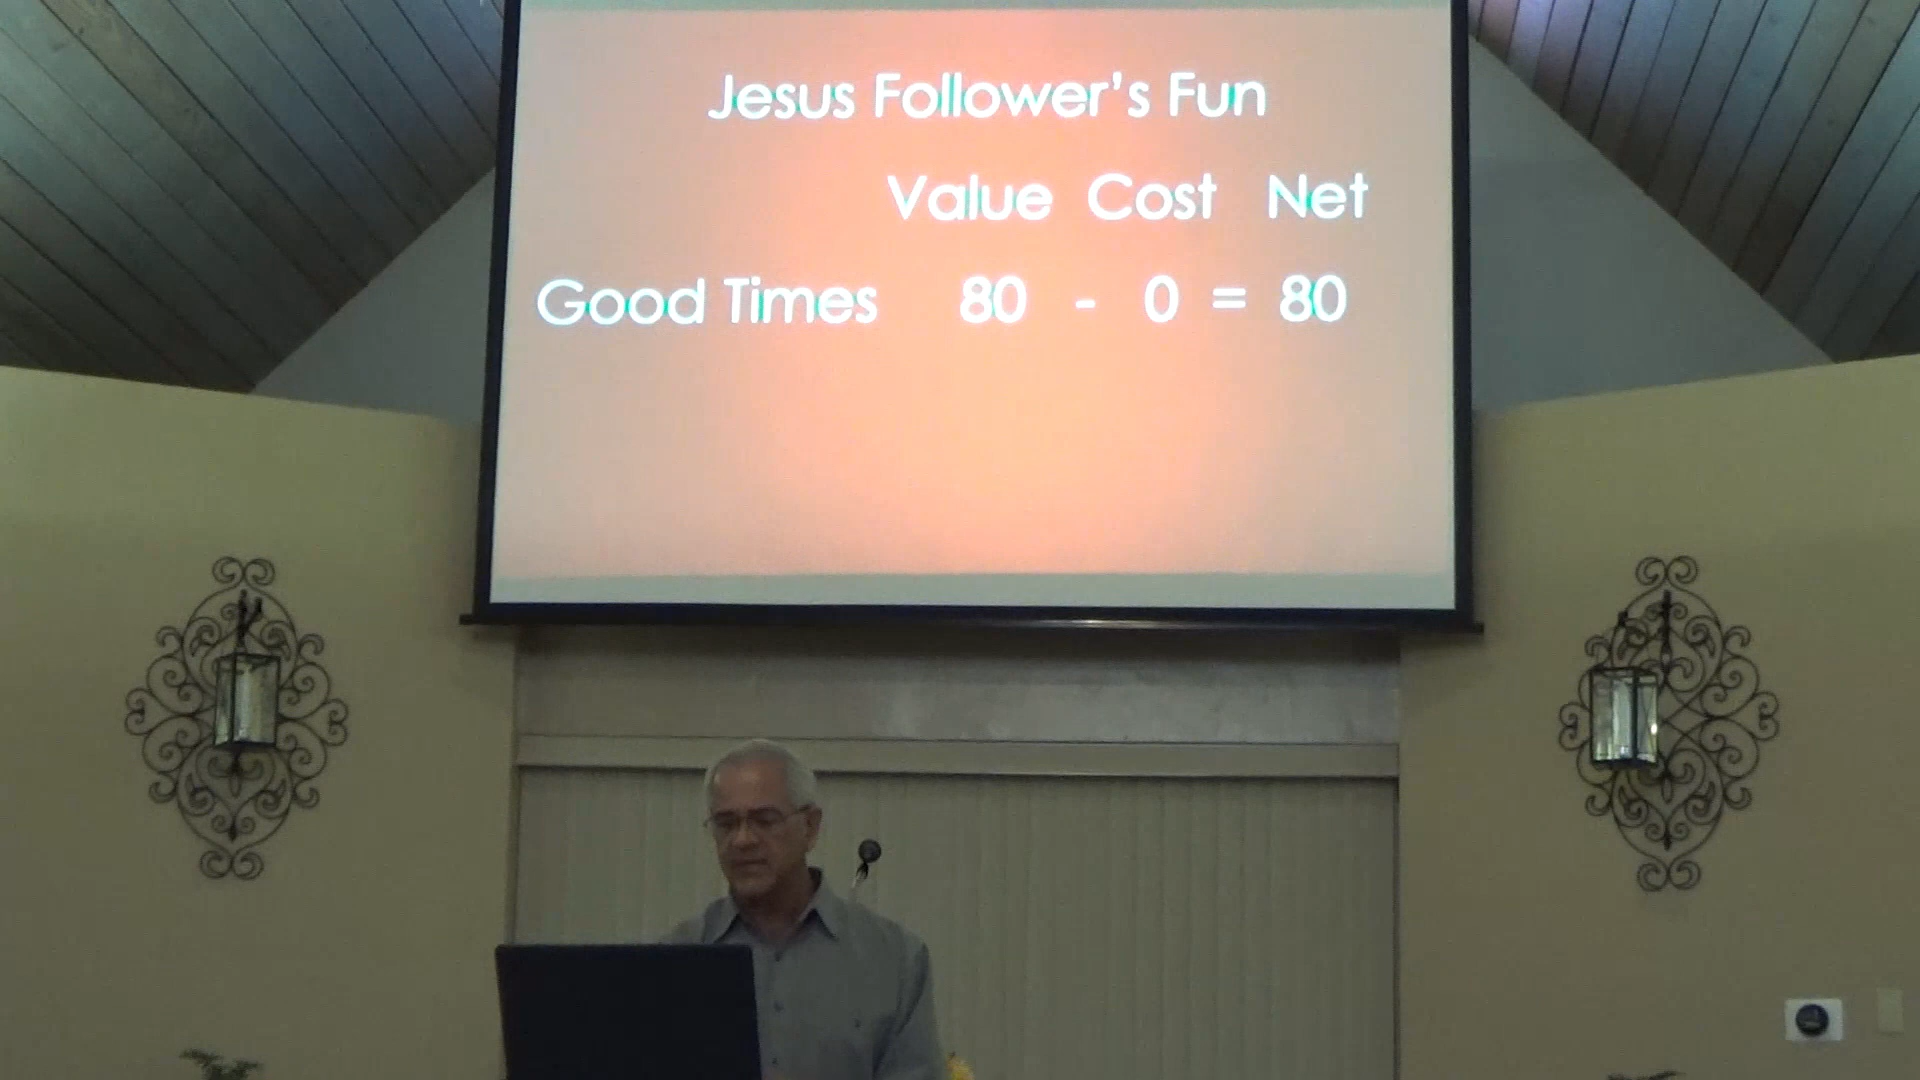 Jesus Follower's Fun
Value Cost Net
Good Times 80 - 0 = 80